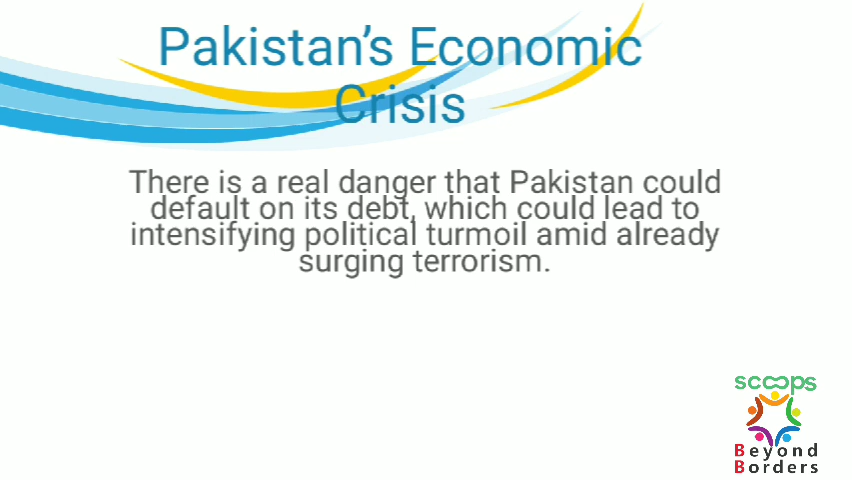 Pakistan’s Economic
Crisis
There is a real danger that Pakistan could
default on its debt, which could lead to
intensifying political turmoil amid already
surging terrorism.
scoops
Beyond
Borders